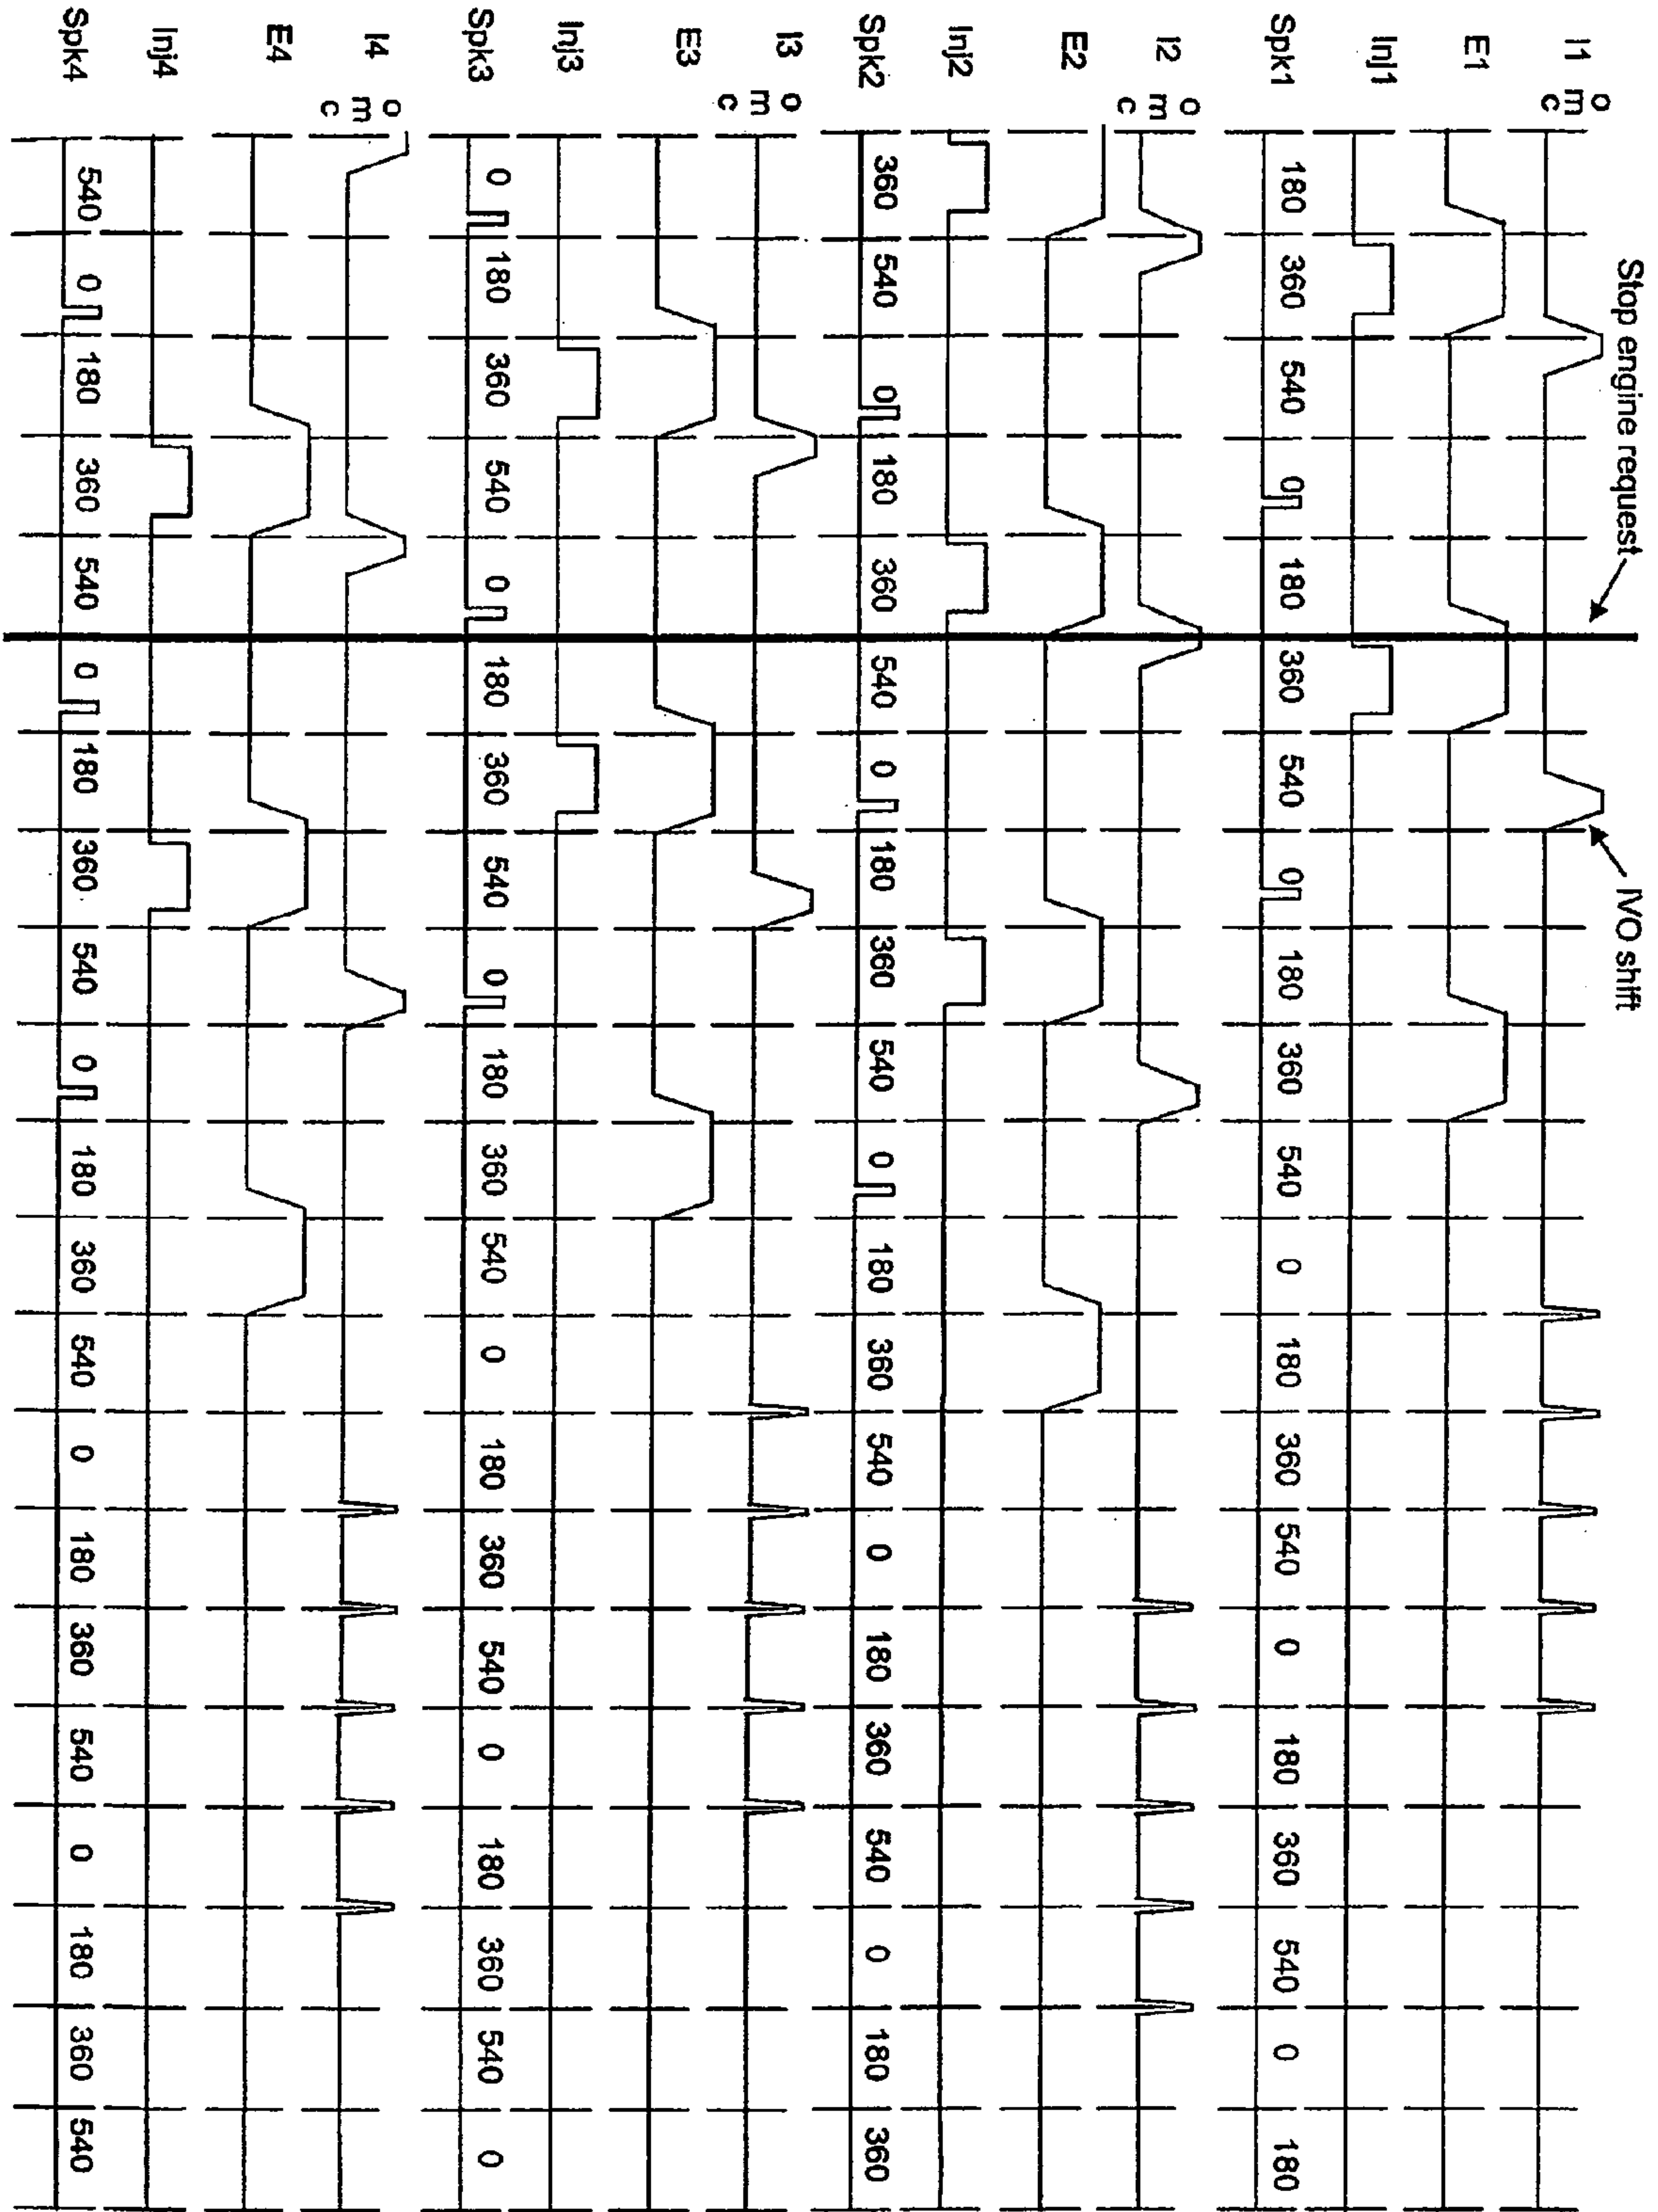 Stop engine request
IVO shift
I1
o
m
c
E1
Inj1
Spk1
180 360 540 0 180 360 540 0 180 360 540 0 180 360 540 0 180 360 540 0 180
I2
o
m
c
E2
Inj2
Spk2
360 540 0 180 360 540 0 180 360 540 0 180 360 540 0 180 360 540 0 180 360
I3
o
m
c
E3
Inj3
Spk3
0 180 360 540 0 180 360 540 0 180 360 540 0 180 360 540 0 180 360 540 0
I4
o
m
c
E4
Inj4
Spk4
540 0 180 360 540 0 180 360 540 0 180 360 540 0 180 360 540 0 180 360 540